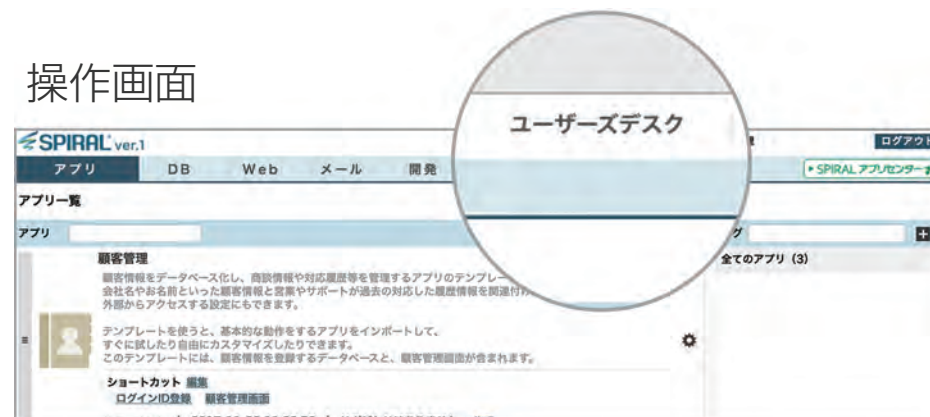 操作画面
ユーザーズデスク
SPIRAL ver.1
ログアウト
アプリ DB Web メール 開発
SPIRAL アプリセンター
アプリ一覧
アプリ
グ
顧客管理
全てのアプリ（3）
顧客情報をデータベース化し、商談情報や対応履歴等を管理するアプリのテンプレー
会社名やお名前といった顧客情報と営業やサポートが過去の対応した履歴情報を関連付け
外部からアクセスする設定にもできます。
テンプレートを使うと、基本的な動作をするアプリをインポートして、
すぐに試したり自由にカスタマイズしたりできます。
このテンプレートには、顧客情報を登録するデータベースと、顧客管理画面が含まれます。
ショートカット 編集
ログインID登録 顧客管理画面